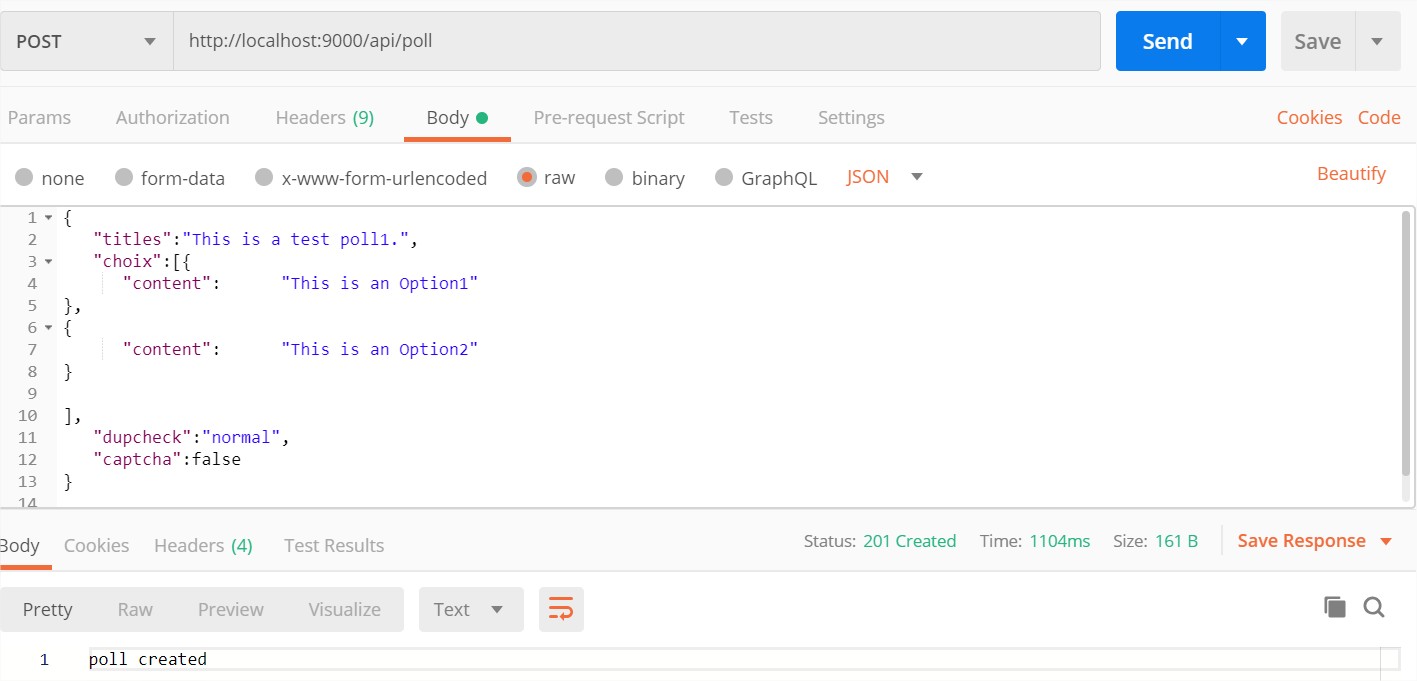 POST http://localhost:9000/api/poll Send Save
Params Authorization Headers (9) Body Pre-request Script Tests Settings Cookies Code
none form-data x-www-form-urlencoded raw binary GraphQL JSON Beautify
1 {
2 "titles":"This is a test poll1.",
3 "choix":[{
4 "content": "This is an Option1"
5 },
6 {
7 "content": "This is an Option2"
8 }
9
10 ],
11 "dupcheck":"normal",
12 "captcha":false
13 }
14
Body Cookies Headers (4) Test Results Status: 201 Created Time: 1104ms Size: 161 B Save Response
Pretty Raw Preview Visualize Text
1 poll created